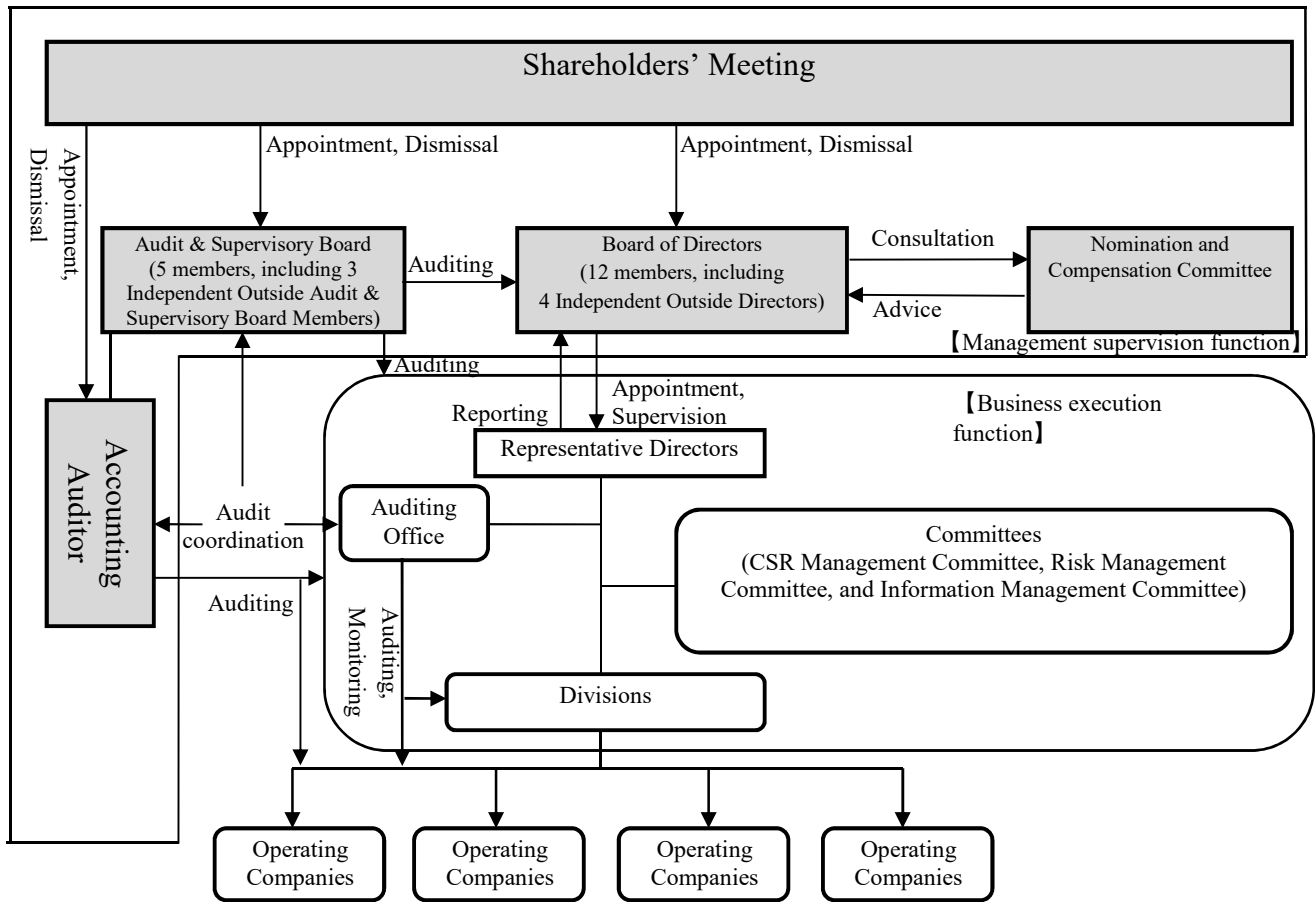 Shareholders’ Meeting
Appointment,
Dismissal
Appointment, Dismissal
Appointment, Dismissal
Audit & Supervisory Board
(5 members, including 3
Independent Outside Audit &
Supervisory Board Members)
Auditing
Board of Directors
(12 members, including
4 Independent Outside Directors)
Consultation
Advice
Nomination and
Compensation Committee
【Management supervision function】
Auditing
Reporting
Appointment,
Supervision
【Business execution
function】
Representative Directors
Accounting
Auditor
Audit
coordination
Auditing
Office
Committees
(CSR Management Committee, Risk Management
Committee, and Information Management Committee)
Auditing
Auditing,
Monitoring
Divisions
Operating
Companies
Operating
Companies
Operating
Companies
Operating
Companies